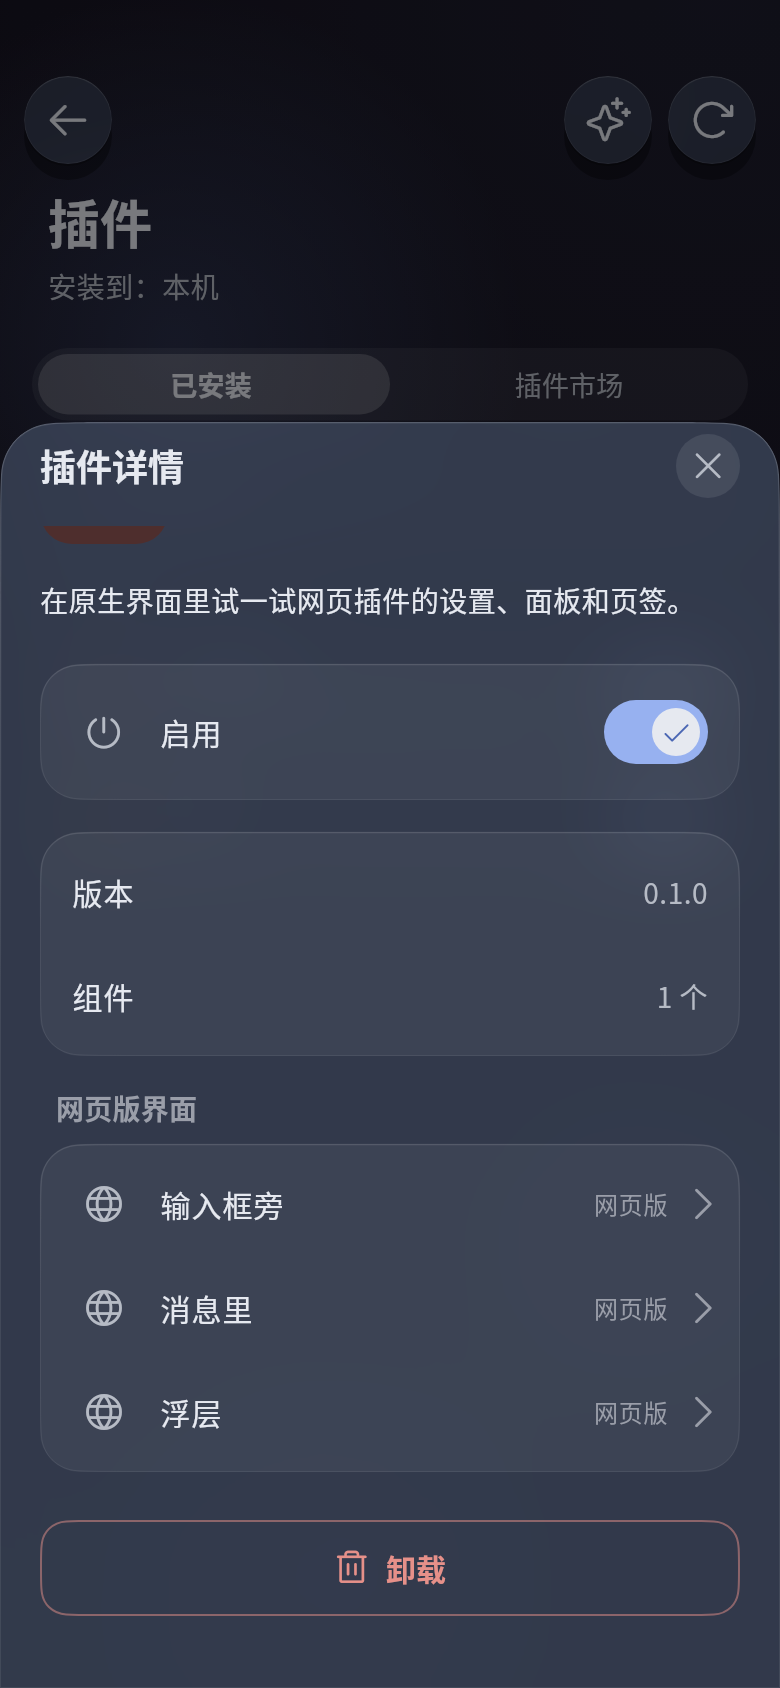 插件
安装到：本机
已安装
插件市场
插件详情
在原生界面里试一试网页插件的设置、面板和页签。
启用
版本
0.1.0
组件
1 个
网页版界面
输入框旁
网页版
消息里
网页版
浮层
网页版
卸载